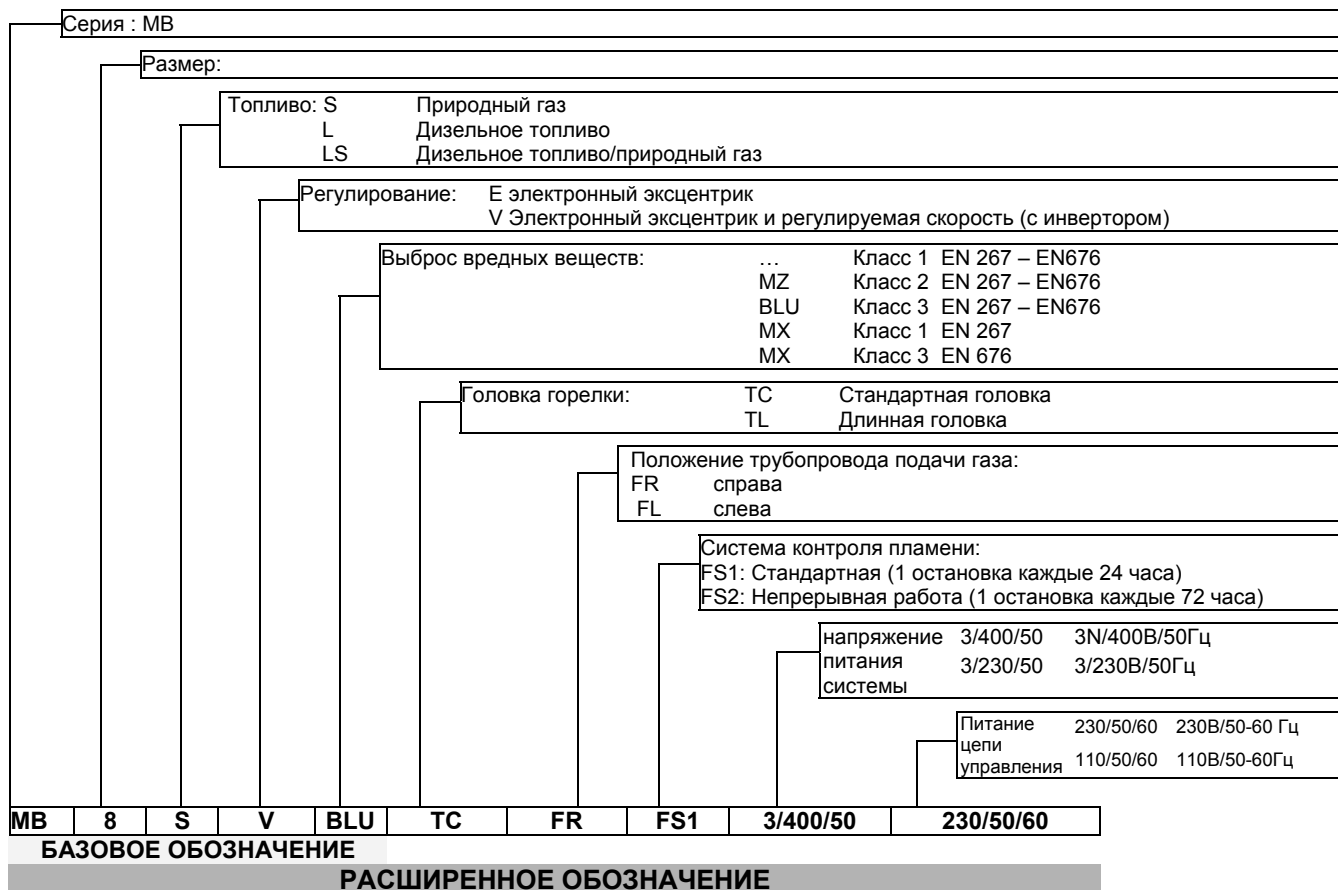 Серия : MB
Размер:
Топливо: S Природный газ
L Дизельное топливо
LS Дизельное топливо/природный газ
Регулирование: E электронный эксцентрик
V Электронный эксцентрик и регулируемая скорость (с инвертором)
Выброс вредных веществ: … Класс 1 EN 267 – EN676
MZ Класс 2 EN 267 – EN676
BLU Класс 3 EN 267 – EN676
MX Класс 1 EN 267
MX Класс 3 EN 676
Головка горелки: TC Стандартная головка
TL Длинная головка
Положение трубопровода подачи газа:
FR справа
FL слева
Система контроля пламени:
FS1: Стандартная (1 остановка каждые 24 часа)
FS2: Непрерывная работа (1 остановка каждые 72 часа)
напряжение 3/400/50 3N/400В/50Гц
питания 3/230/50 3/230В/50Гц
системы
Питание 230/50/60 230В/50-60 Гц
цепи
управления 110/50/60 110В/50-60Гц
MB 8 S V BLU TC FR FS1 3/400/50 230/50/60
БАЗОВОЕ ОБОЗНАЧЕНИЕ
РАСШИРЕННОЕ ОБОЗНАЧЕНИЕ